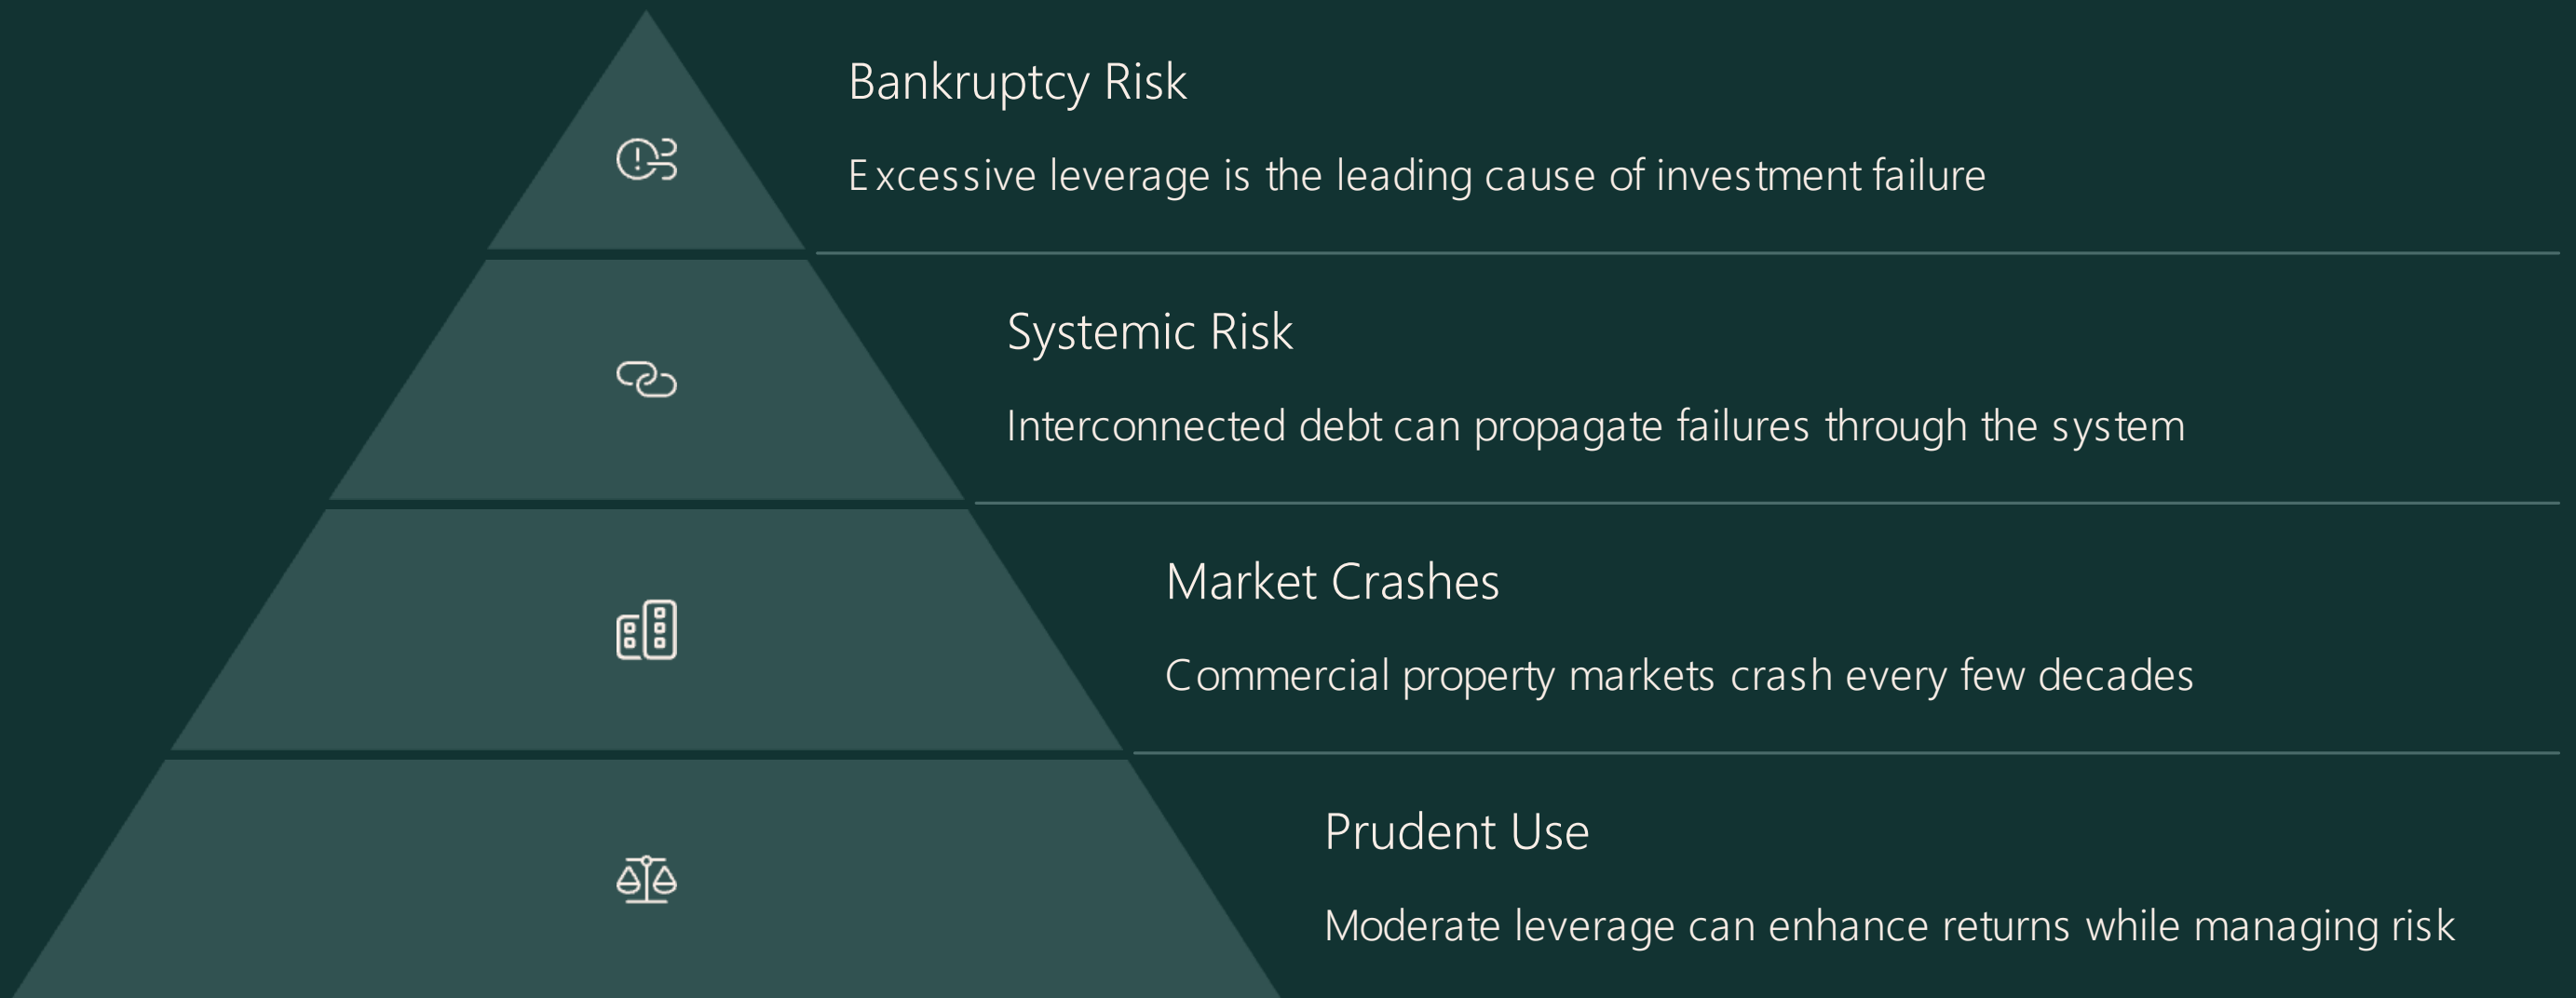 Bankruptcy Risk
Excessive leverage is the leading cause of investment failure
Systemic Risk
Interconnected debt can propagate failures through the system
Market Crashes
Commercial property markets crash every few decades
Prudent Use
Moderate leverage can enhance returns while managing risk